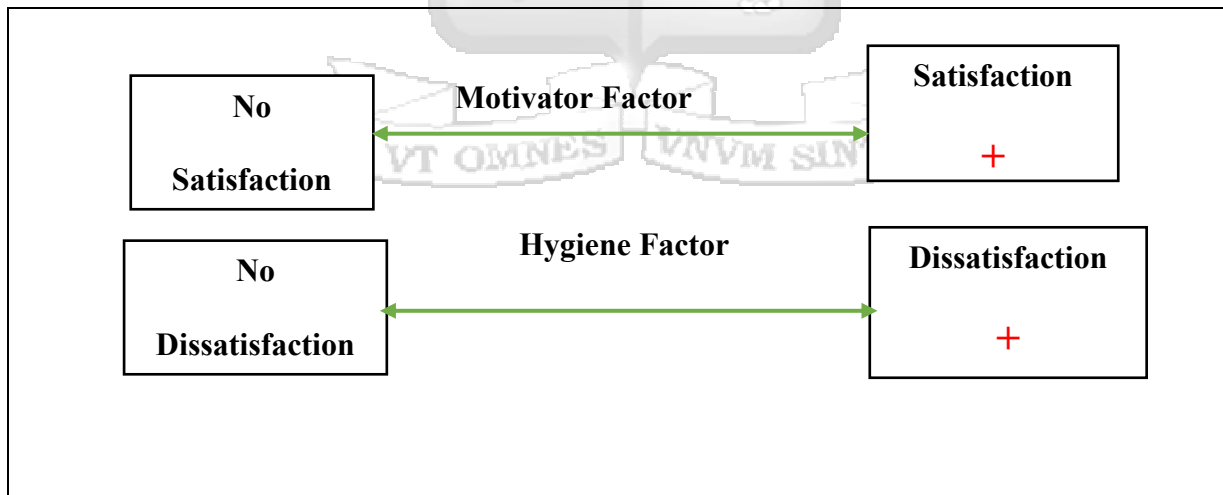 No
Satisfaction
Motivator Factor
Satisfaction
+
VT OMNES VNVM SIN
No
Dissatisfaction
Hygiene Factor
Dissatisfaction
+